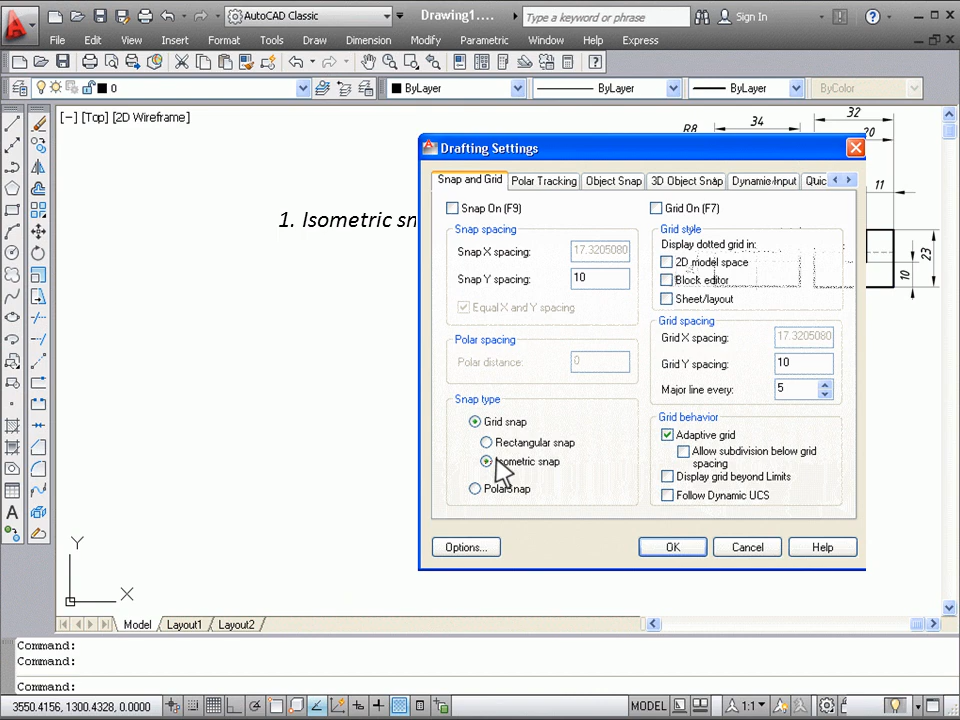 AutoCAD Classic
Drawing1....
Type a keyword or phrase
Sign In
File Edit View Insert Format Tools Draw Dimension Modify Parametric Window Help Express
0
ByLayer
ByLayer
ByLayer
ByColor
[−] [Top] [2D Wireframe]
32
34
R8
20
11
23
10
1. Isometric sn
Drafting Settings
Snap and Grid
Polar Tracking
Object Snap
3D Object Snap
Dynamic Input
Quic
Snap On (F9)
Snap spacing
Snap X spacing:
17.3205080
Snap Y spacing:
10
Equal X and Y spacing
Polar spacing
Polar distance:
0
Snap type
Grid snap
Rectangular snap
Isometric snap
PolarSnap
Grid On (F7)
Grid style
Display dotted grid in:
2D model space
Block editor
Sheet/layout
Grid spacing
Grid X spacing:
17.3205080
Grid Y spacing:
10
Major line every:
5
Grid behavior
Adaptive grid
Allow subdivision below grid
spacing
Display grid beyond Limits
Follow Dynamic UCS
Options...
OK
Cancel
Help
Y
X
Model
Layout1
Layout2
Command:
Command:
Command:
3550.4156, 1300.4328, 0.0000
MODEL
1:1